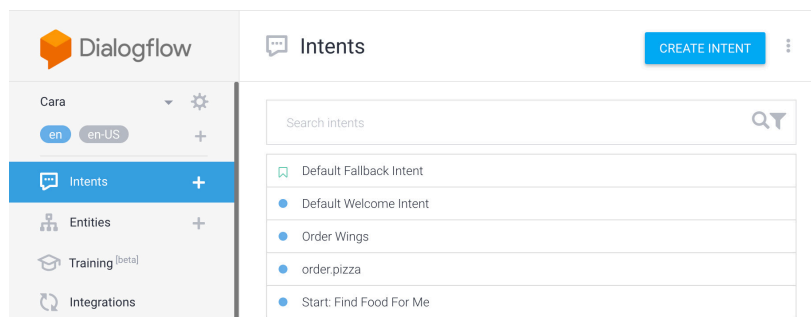 Dialogflow
Intents
CREATE INTENT
Cara
en en-US
Search intents
Intents
Entities
Training [beta]
Integrations
Default Fallback Intent
Default Welcome Intent
Order Wings
order.pizza
Start: Find Food For Me